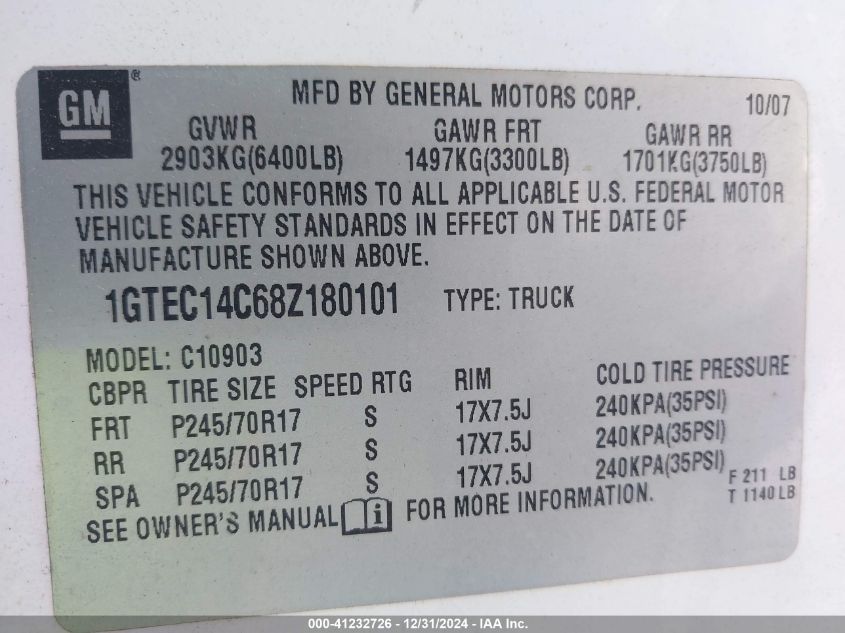 GM ®
MFD BY GENERAL MOTORS CORP. 10/07
GVWR GAWR FRT GAWR RR
2903KG(6400LB) 1497KG(3300LB) 1701KG(3750LB)
THIS VEHICLE CONFORMS TO ALL APPLICABLE U.S. FEDERAL MOTOR
VEHICLE SAFETY STANDARDS IN EFFECT ON THE DATE OF
MANUFACTURE SHOWN ABOVE.
1GTEC14C68Z180101 TYPE: TRUCK
MODEL: C10903
CBPR TIRE SIZE SPEED RTG RIM COLD TIRE PRESSURE
FRT P245/70R17 S 17X7.5J 240KPA(35PSI)
RR P245/70R17 S 17X7.5J 240KPA(35PSI)
SPA P245/70R17 S 17X7.5J 240KPA(35PSI)
F 211 LB
T 1140 LB
SEE OWNER'S MANUAL i FOR MORE INFORMATION.
000-41232726 - 12/31/2024 - IAA Inc.